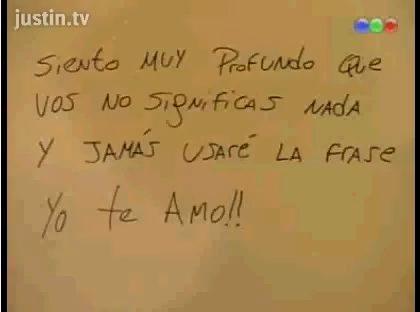 justin.tv
Siento MUY PROFUNDO QUE
VOS NO SIGNIFICAS NADA
Y JAMÁS USARÉ LA FRASE
Yo te AMO!!